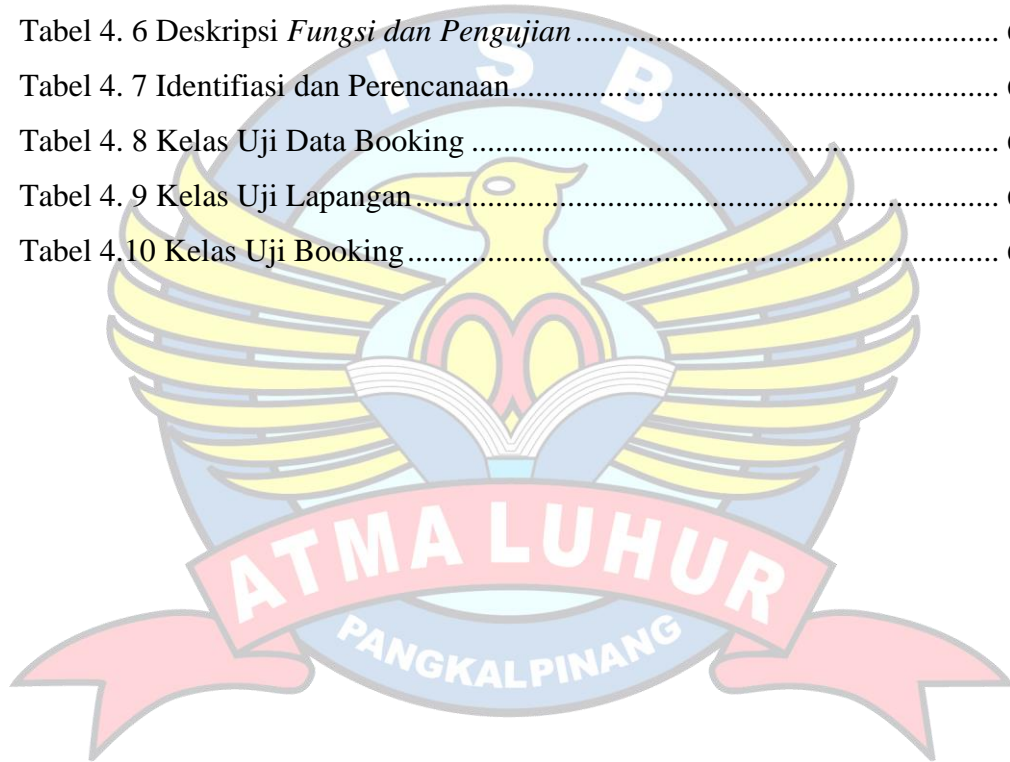 Tabel 4. 6 Deskripsi Fungsi dan Pengujian........................................................
Tabel 4. 7 Identifiasi dan Perencanaan................................................................
Tabel 4. 8 Kelas Uji Data Booking .....................................................................
Tabel 4. 9 Kelas Uji Lapangan............................................................................
Tabel 4.10 Kelas Uji Booking.............................................................................
I S B
ATMA LUHUR
PANGKALPINANG